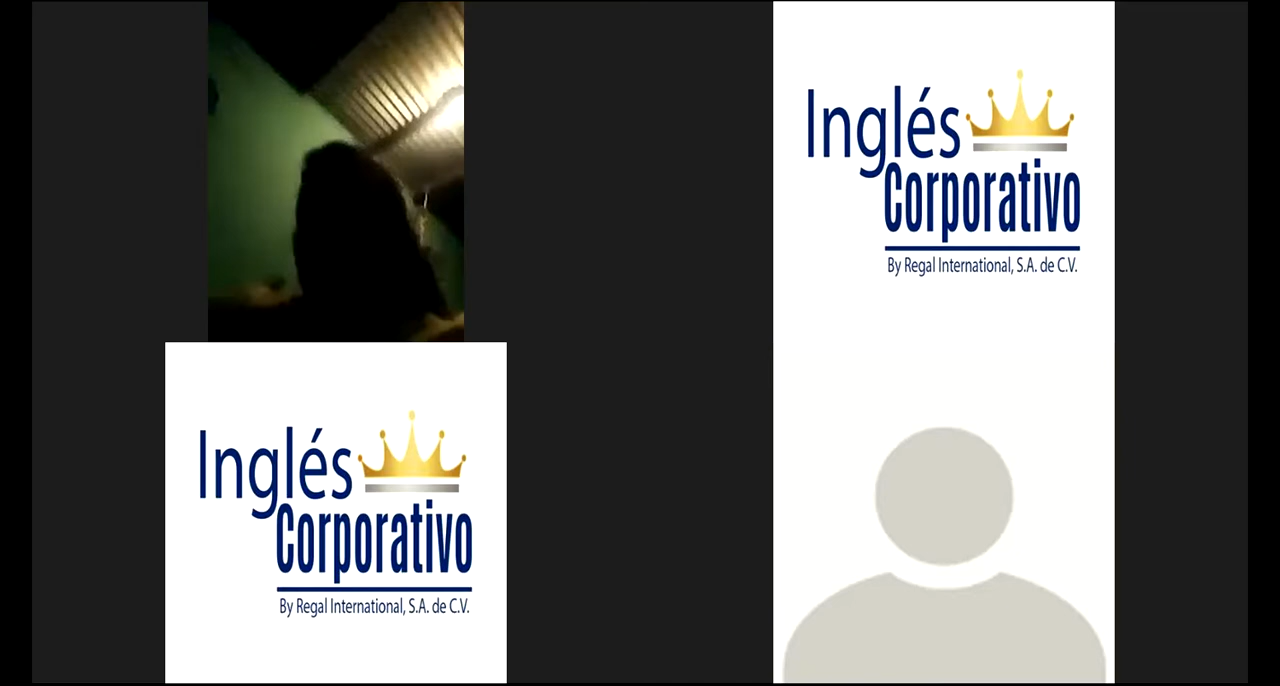 Inglés
Corporativo
By Regal International, S.A. de C.V.
Inglés
Corporativo
By Regal International, S.A. de C.V.